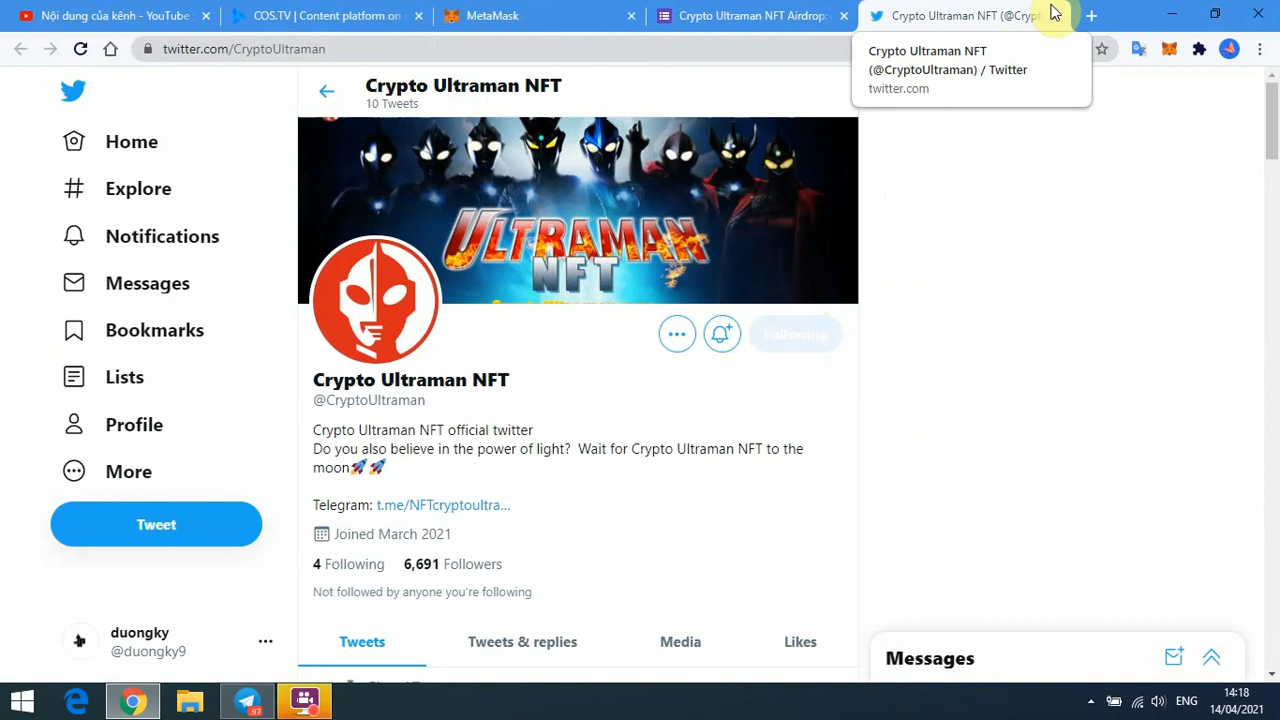 Nội dung của kênh - YouTube
COS.TV | Content platform on
MetaMask
Crypto Ultraman NFT Airdrop:
Crypto Ultraman NFT (@Crypt
twitter.com/CryptoUltraman
Crypto Ultraman NFT
(@CryptoUltraman) / Twitter
twitter.com
Crypto Ultraman NFT
10 Tweets
Home
Explore
Notifications
Messages
Bookmarks
Lists
Profile
More
Tweet
duongky
@duongky9
ULTRAMAN
NFT
Following
Crypto Ultraman NFT
@CryptoUltraman
Crypto Ultraman NFT official twitter
Do you also believe in the power of light? Wait for Crypto Ultraman NFT to the
moon🚀🚀
Telegram: t.me/NFTcryptoultra...
Joined March 2021
4 Following 6,691 Followers
Not followed by anyone you're following
Tweets
Tweets & replies
Media
Likes
Messages
97
ENG
14:18
14/04/2021